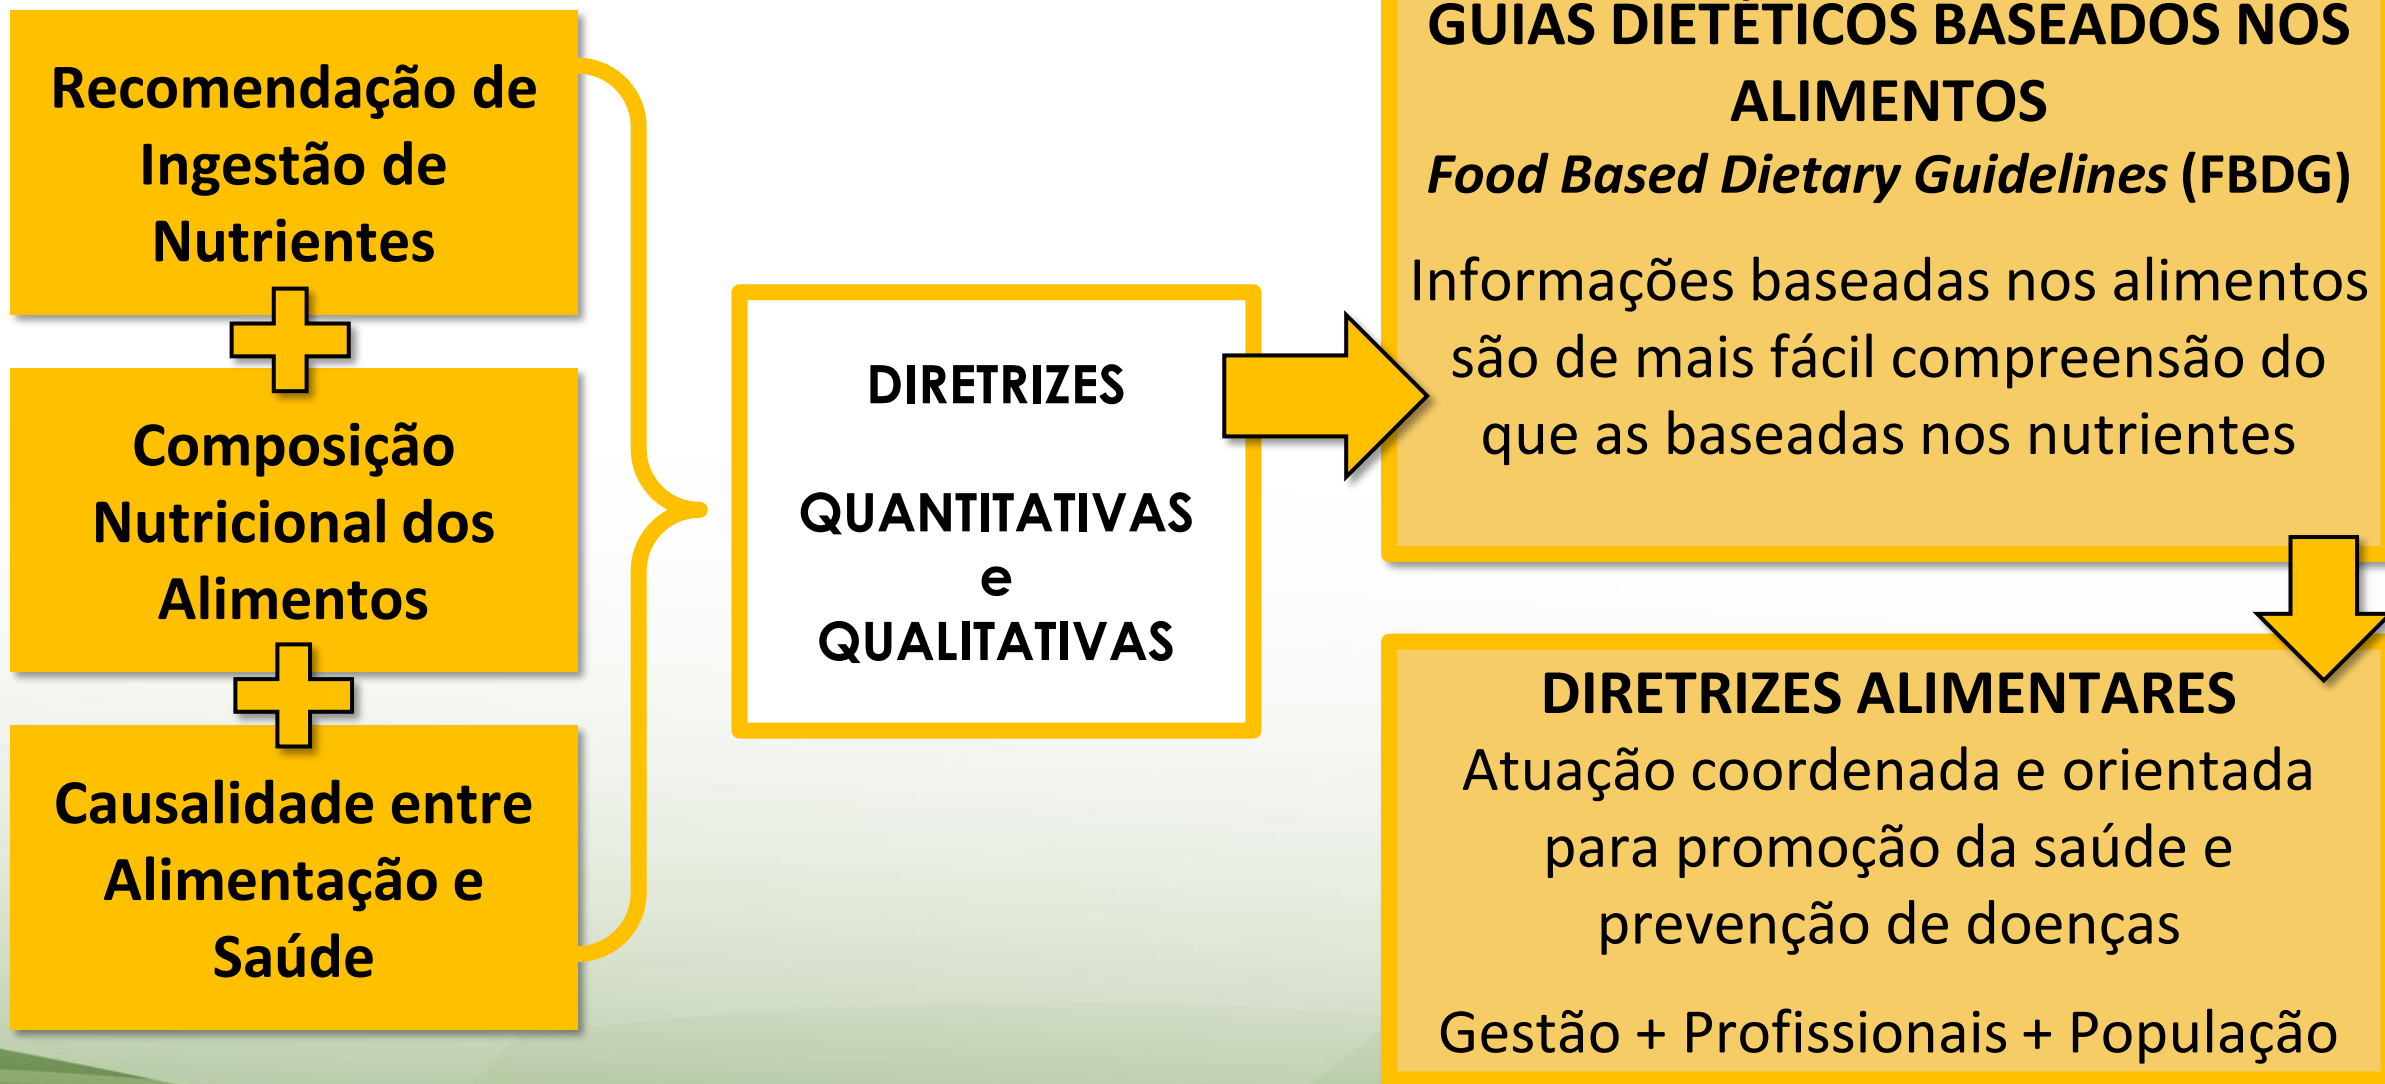 Recomendação de
Ingestão de
Nutrientes
Composição
Nutricional dos
Alimentos
Causalidade entre
Alimentação e
Saúde
DIRETRIZES
QUANTITATIVAS
e
QUALITATIVAS
GUIAS DIETÉTICOS BASEADOS NOS
ALIMENTOS
Food Based Dietary Guidelines (FBDG)
Informações baseadas nos alimentos
são de mais fácil compreensão do
que as baseadas nos nutrientes
DIRETRIZES ALIMENTARES
Atuação coordenada e orientada
para promoção da saúde e
prevenção de doenças
Gestão + Profissionais + População